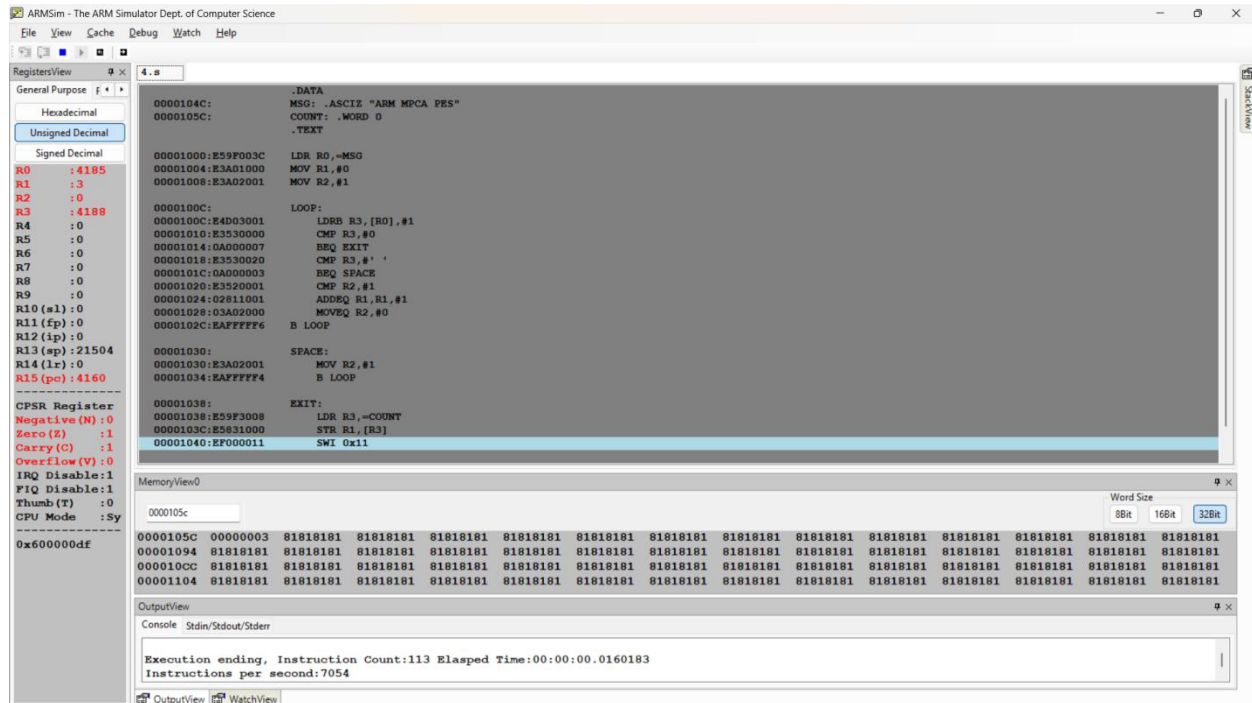 ARMSim - The ARM Simulator Dept. of Computer Science
File View Cache Debug Watch Help
RegistersView
General Purpose
Hexadecimal
Unsigned Decimal
Signed Decimal
R0 :4185
R1 :3
R2 :0
R3 :4188
R4 :0
R5 :0
R6 :0
R7 :0
R8 :0
R9 :0
R10(sl):0
R11(fp):0
R12(ip):0
R13(sp):21504
R14(lr):0
R15(pc):4160
CPSR Register
Negative(N):0
Zero(Z) :1
Carry(C) :1
Overflow(V):0
IRQ Disable:1
FIQ Disable:1
Thumb(T) :0
CPU Mode :Sy
0x600000df
4.s
.DATA
0000104C: MSG: .ASCIZ "ARM MPCA PES"
0000105C: COUNT: .WORD 0
.TEXT
00001000:E59F003C LDR R0,=MSG
00001004:E3A01000 MOV R1,#0
00001008:E3A02001 MOV R2,#1
0000100C: LOOP:
0000100C:E4D03001 LDRB R3,[R0],#1
00001010:E3530000 CMP R3,#0
00001014:0A000007 BEQ EXIT
00001018:E3530020 CMP R3,#' '
0000101C:0A000003 BEQ SPACE
00001020:E3520001 CMP R2,#1
00001024:02811001 ADDEQ R1,R1,#1
00001028:03A02000 MOVEQ R2,#0
0000102C:EAFFFFF6 B LOOP
00001030: SPACE:
00001030:E3A02001 MOV R2,#1
00001034:EAFFFFF4 B LOOP
00001038: EXIT:
00001038:E59F3008 LDR R3,=COUNT
0000103C:E5831000 STR R1,[R3]
00001040:EF000011 SWI 0x11
StackView
MemoryView0
0000105c
Word Size
8Bit 16Bit 32Bit
0000105C 00000003 81818181 81818181 81818181 81818181 81818181 81818181 81818181 81818181 81818181 81818181 81818181 81818181 81818181
00001094 81818181 81818181 81818181 81818181 81818181 81818181 81818181 81818181 81818181 81818181 81818181 81818181 81818181 81818181
000010CC 81818181 81818181 81818181 81818181 81818181 81818181 81818181 81818181 81818181 81818181 81818181 81818181 81818181 81818181
00001104 81818181 81818181 81818181 81818181 81818181 81818181 81818181 81818181 81818181 81818181 81818181 81818181 81818181 81818181
OutputView
Console Stdin/Stdout/Stderr
Execution ending, Instruction Count:113 Elasped Time:00:00:00.0160183
Instructions per second:7054
OutputView WatchView